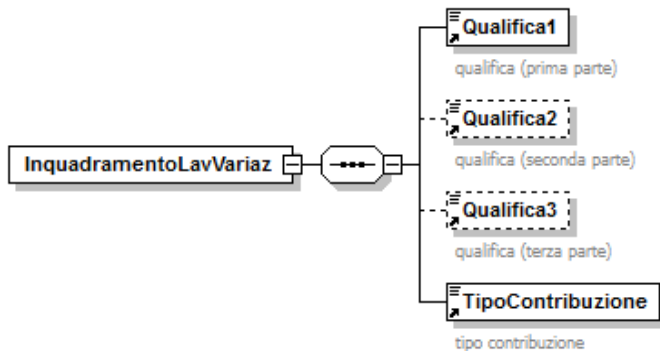 Qualifica1
qualifica (prima parte)
Qualifica2
qualifica (seconda parte)
InquadramentoLavVariaz
Qualifica3
qualifica (terza parte)
TipoContribuzione
tipo contribuzione